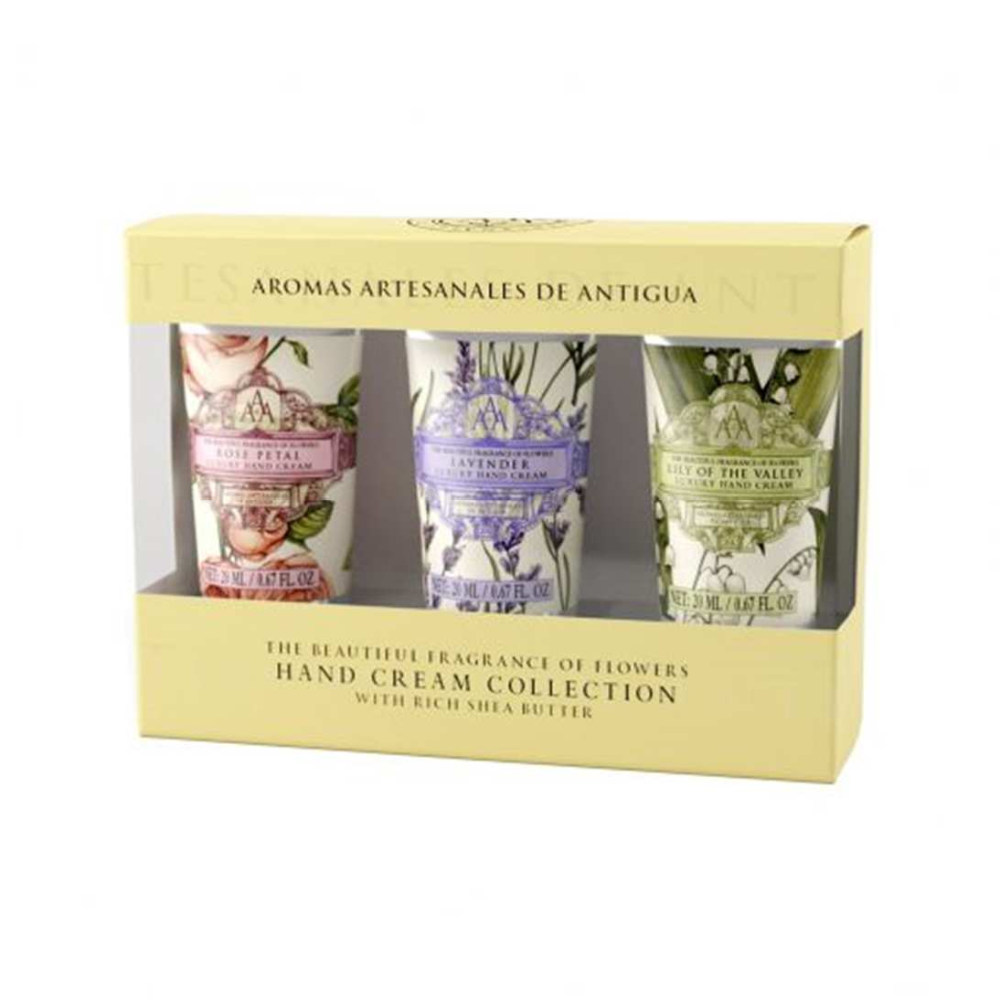 TESANALES DE ANT
AROMAS ARTESANALES DE ANTIGUA
AAA
THE BEAUTIFUL FRAGRANCE OF FLOWERS
ROSE PETAL
LUXURY HAND CREAM
NET: 20 ML / 0.67 FL. OZ
AAA
THE BEAUTIFUL FRAGRANCE OF FLOWERS
LAVENDER
LUXURY HAND CREAM
NET: 20 ML / 0.67 FL. OZ
AAA
THE BEAUTIFUL FRAGRANCE OF FLOWERS
LILY OF THE VALLEY
LUXURY HAND CREAM
NET: 20 ML / 0.67 FL. OZ
THE BEAUTIFUL FRAGRANCE OF FLOWERS
HAND CREAM COLLECTION
WITH RICH SHEA BUTTER